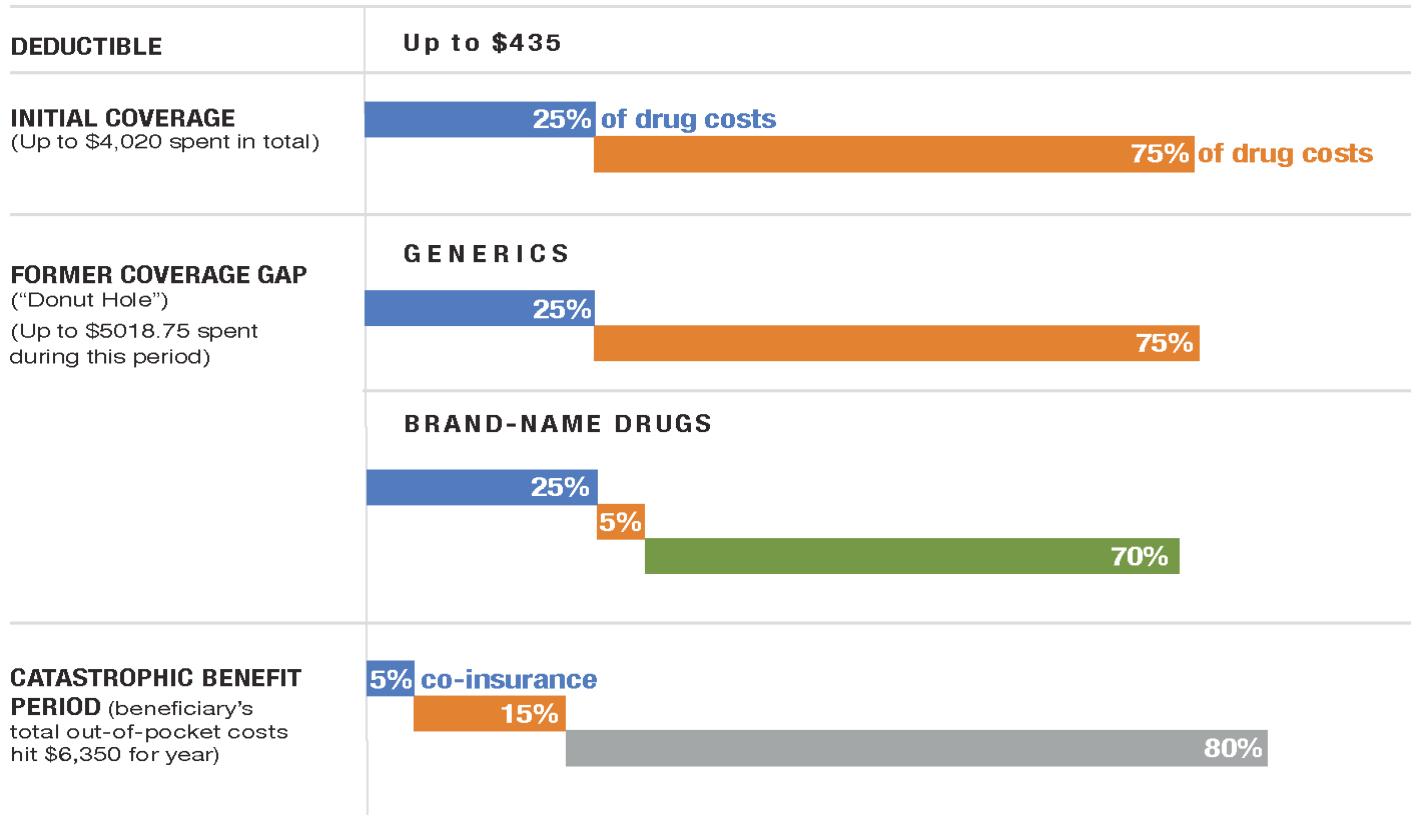 DEDUCTIBLE
Up to $435
INITIAL COVERAGE
(Up to $4,020 spent in total)
25% of drug costs
75% of drug costs
FORMER COVERAGE GAP
(“Donut Hole”)
(Up to $5018.75 spent
during this period)
GENERICS
25%
75%
BRAND-NAME DRUGS
25%
5%
70%
CATASTROPHIC BENEFIT
PERIOD (beneficiary’s
total out-of-pocket costs
hit $6,350 for year)
5% co-insurance
15%
80%